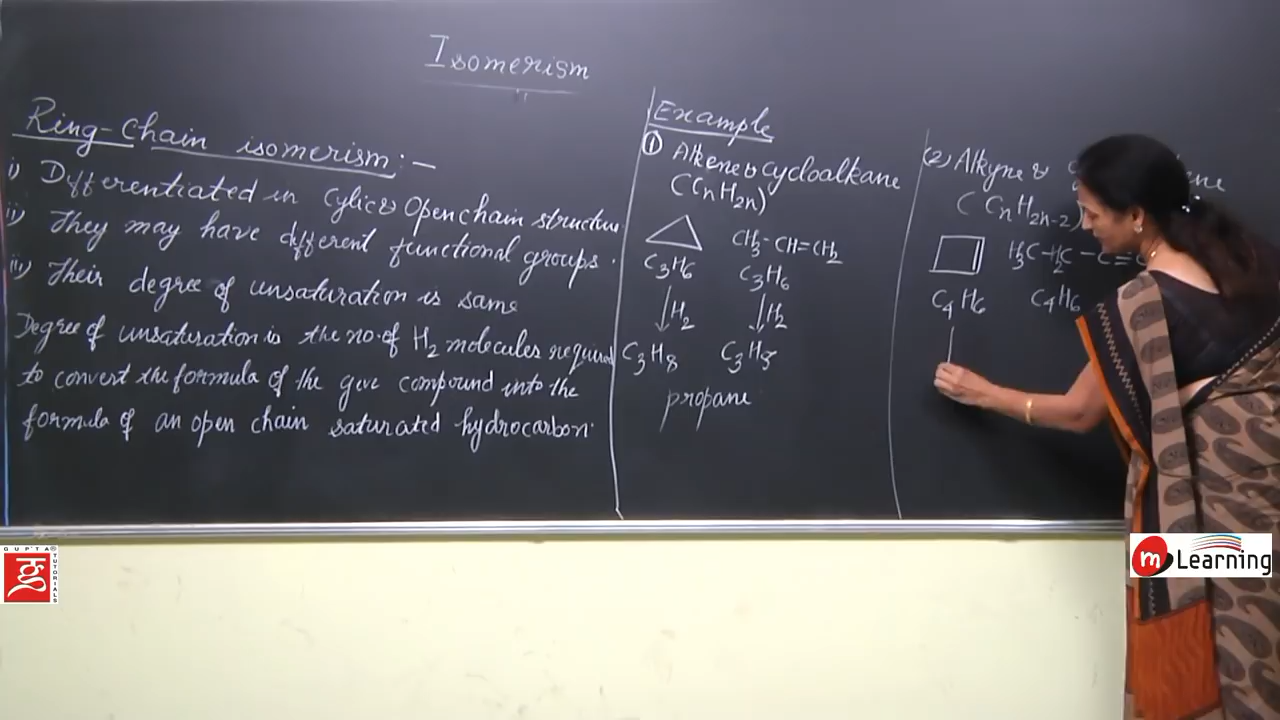 Isomerism
Ring-Chain isomerism:-
i) Differentiated in Cylic & Open chain structure
ii) They may have different functional groups.
iii) Their degree of unsaturation is same
Degree of unsaturation is the no. of H2 molecules required
to convert the formula of the give compound into the
formula of an open chain saturated hydrocarbon.
Example
① Alkene & cycloalkane
(CnH2n)
CH3-CH=CH2
C3H6 C3H6
H2 H2
C3H8 C3H8
propane
(2) Alkyne &
(CnH2n-2)
H3C-H2C-C≡C
C4H6 C4H6
GUPTA® TUTORIALS
m Learning